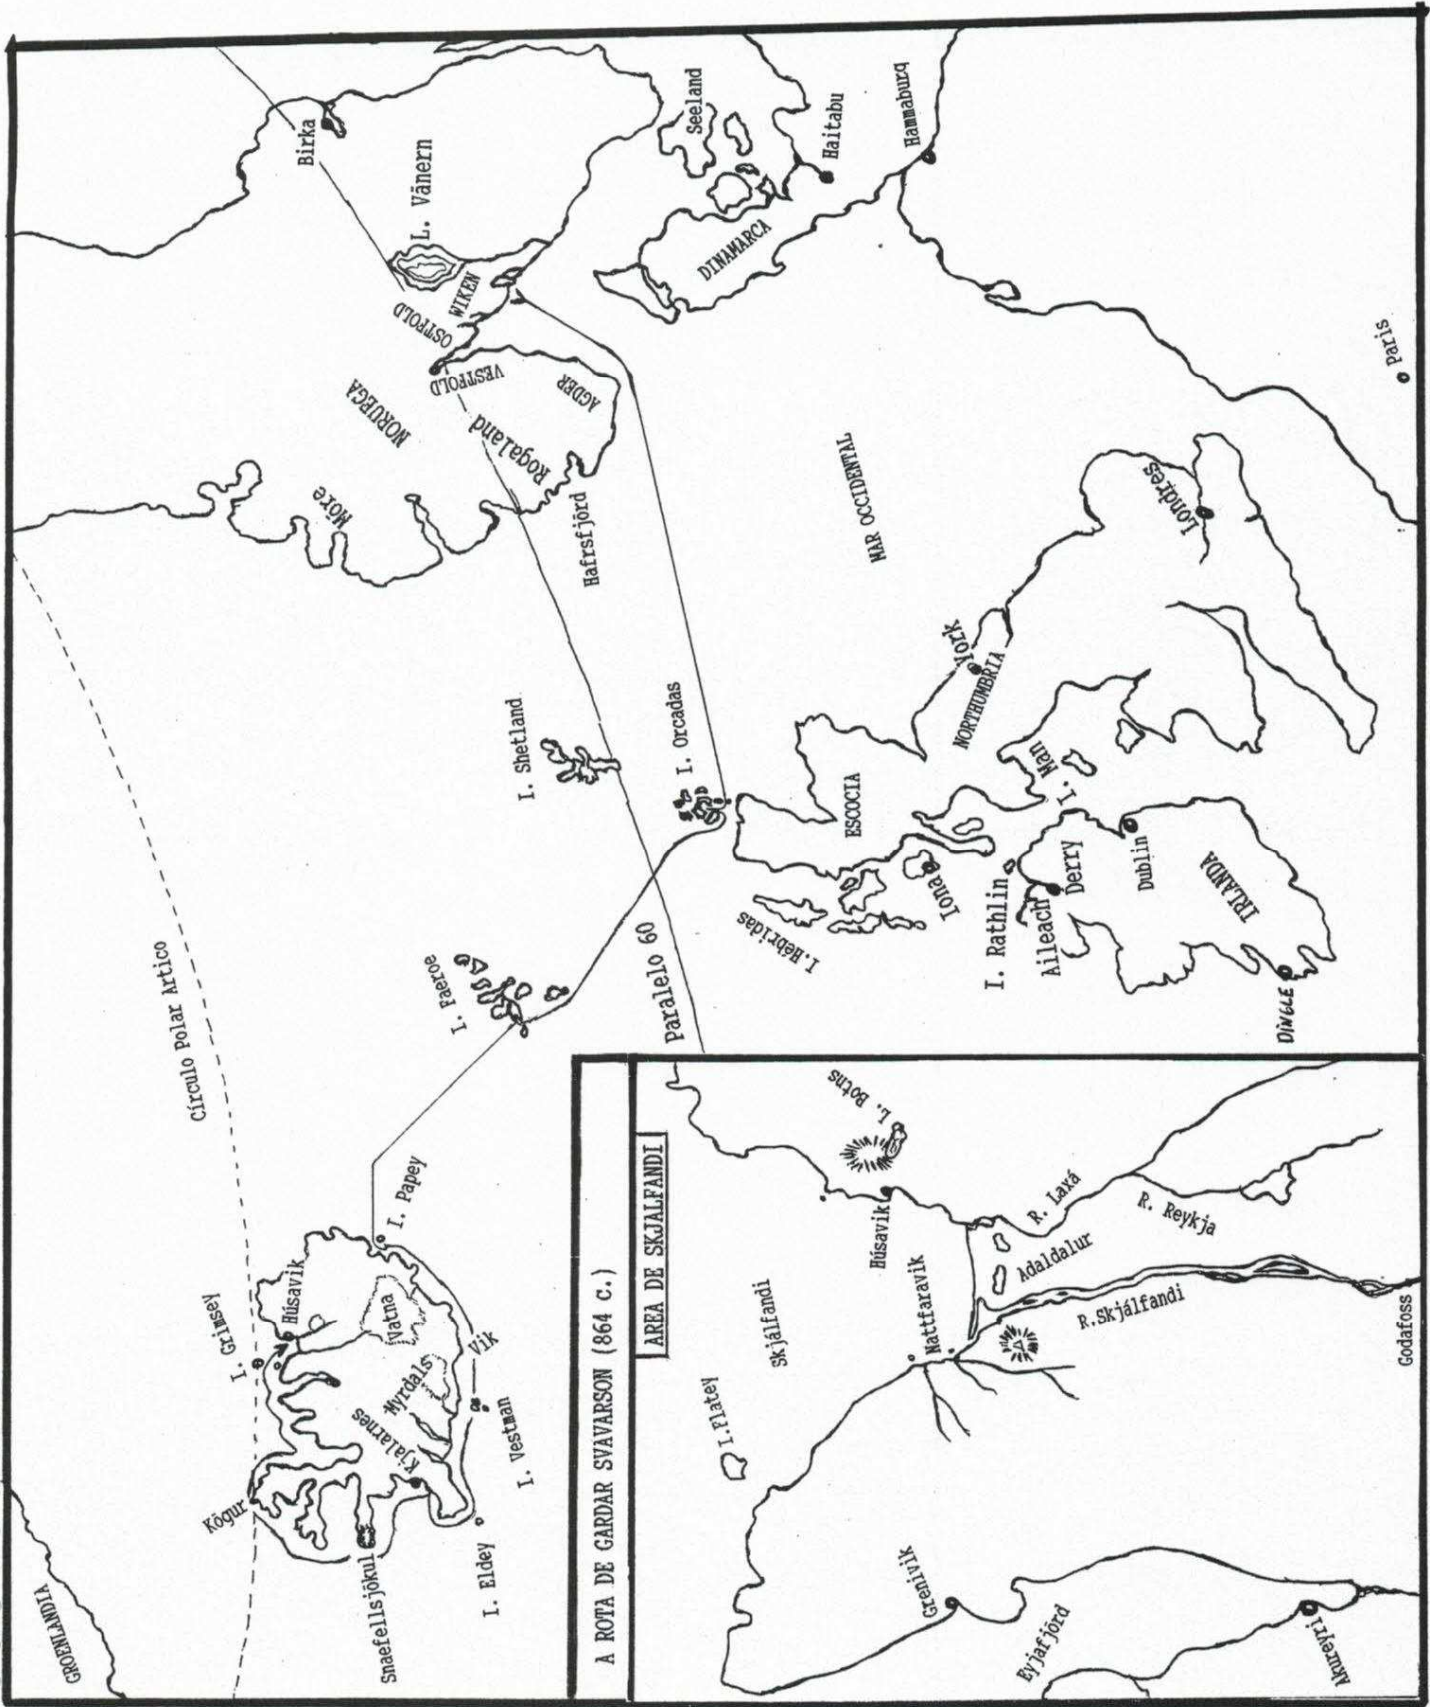 GROENLANDIA
Círculo Polar Artico
Kögur
I. Grimsey
Húsavik
Vatna
Myrdals
Kjalarnes
Snaefellsjökul
Vik
I. Papey
I. Vestman
I. Eldey
I. Faeroe
I. Shetland
I. Orcadas
Paralelo 60
Möre
NORUEGA
Rogaland
Hafrsfjörd
AGDER
VESTFOLD
OSTFOLD
WIKEN
L. Vänern
Birka
Seeland
Haitabu
Hammaburg
DINAMARCA
MAR OCCIDENTAL
Paris
Londres
York
NORTHUMBRIA
ESCOCIA
I. Man
I. Hébridas
Iona
I. Rathlin
Aileach
Derry
Dublin
IRLANDA
DINGLE
A ROTA DE GARDAR SVAVARSON (864 c.)
AREA DE SKJALFANDI
I. Flatey
Skjálfandi
L. Botns
Húsavik
Nattfaravik
R. Laxá
Adaldalur
R. Reykja
R. Skjálfandi
Godafoss
Grenivik
Eyjafjörd
Akureyri